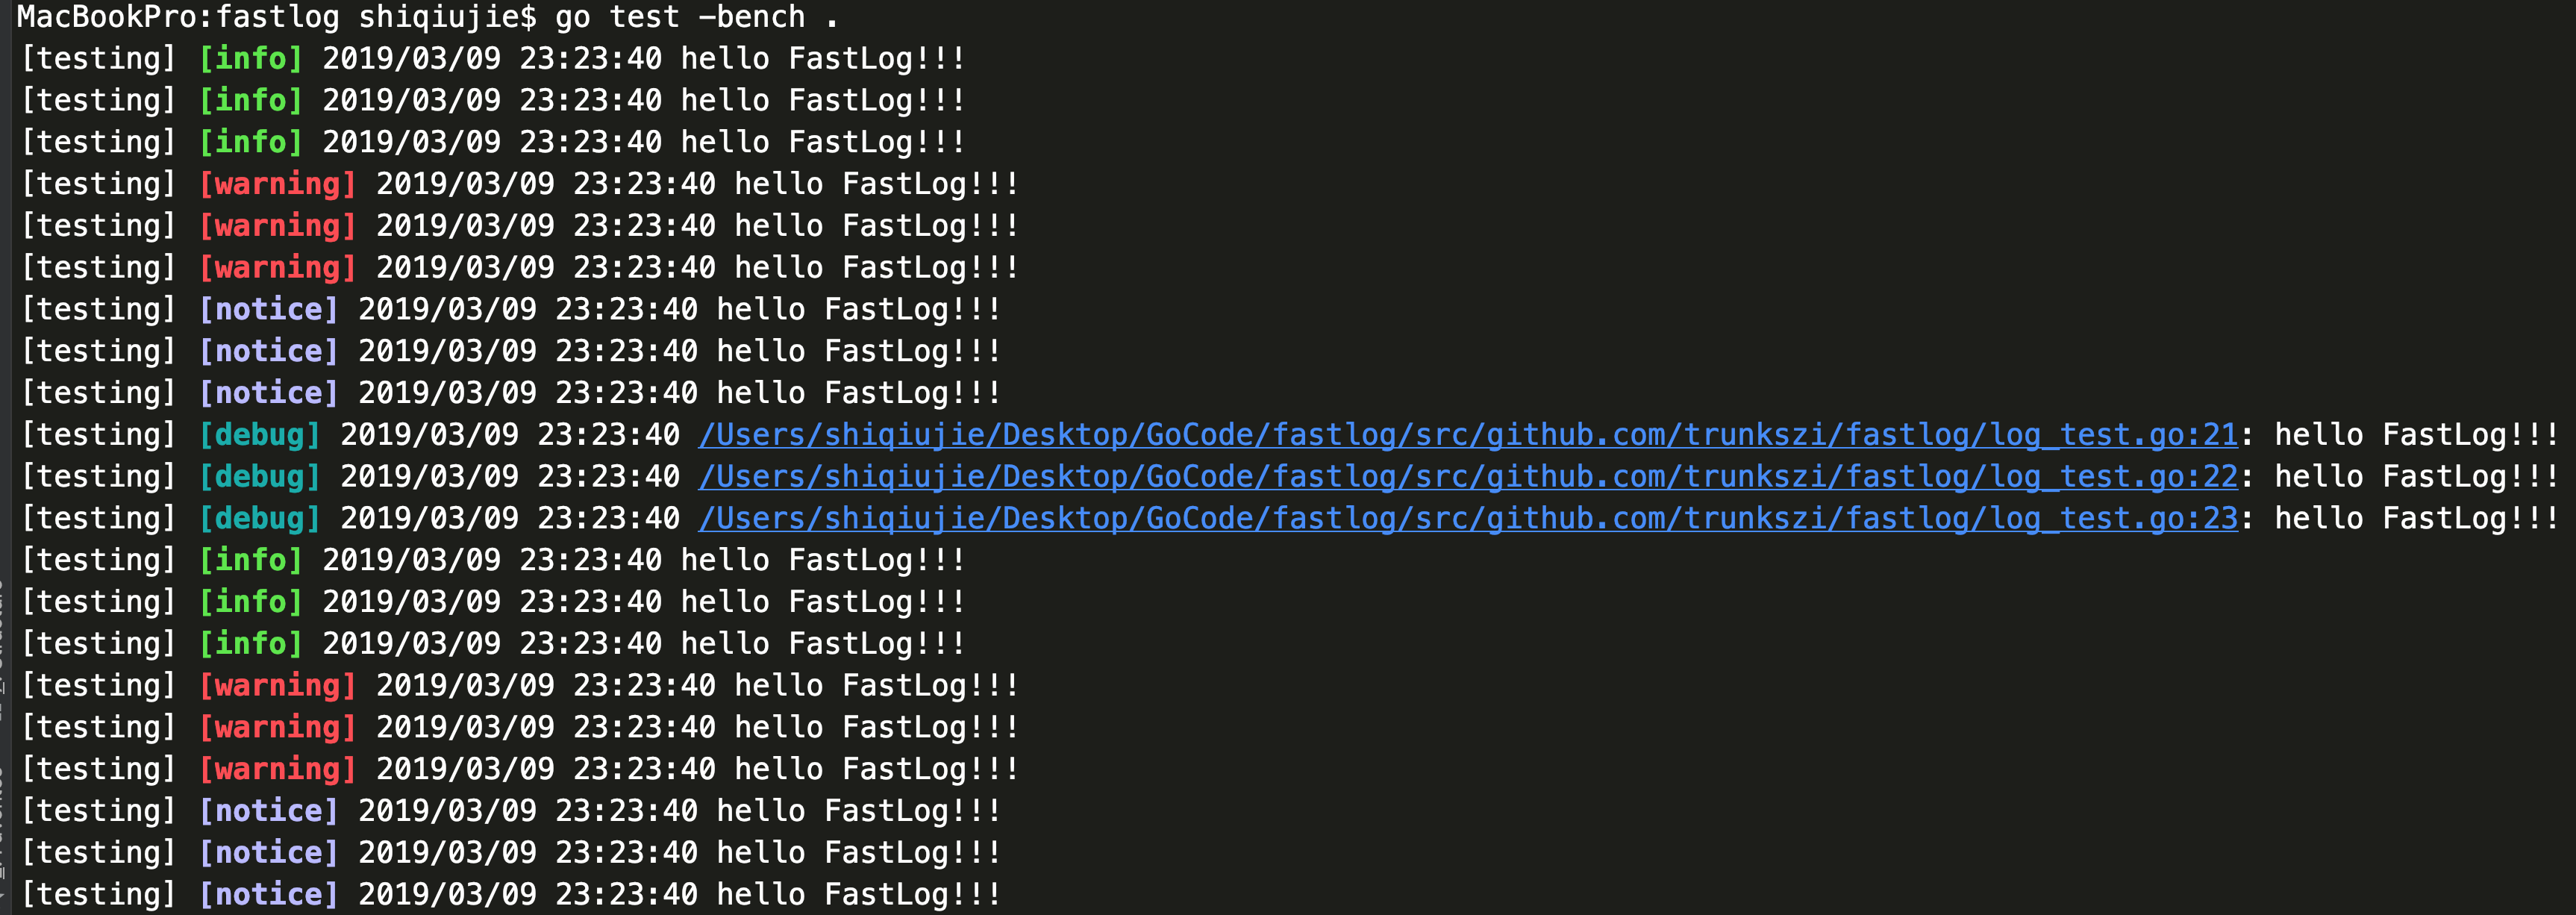 MacBookPro:fastlog shiqiujie$ go test -bench .
[testing] [info] 2019/03/09 23:23:40 hello FastLog!!!
[testing] [info] 2019/03/09 23:23:40 hello FastLog!!!
[testing] [info] 2019/03/09 23:23:40 hello FastLog!!!
[testing] [warning] 2019/03/09 23:23:40 hello FastLog!!!
[testing] [warning] 2019/03/09 23:23:40 hello FastLog!!!
[testing] [warning] 2019/03/09 23:23:40 hello FastLog!!!
[testing] [notice] 2019/03/09 23:23:40 hello FastLog!!!
[testing] [notice] 2019/03/09 23:23:40 hello FastLog!!!
[testing] [notice] 2019/03/09 23:23:40 hello FastLog!!!
[testing] [debug] 2019/03/09 23:23:40 /Users/shiqiujie/Desktop/GoCode/fastlog/src/github.com/trunkszi/fastlog/log_test.go:21: hello FastLog!!!
[testing] [debug] 2019/03/09 23:23:40 /Users/shiqiujie/Desktop/GoCode/fastlog/src/github.com/trunkszi/fastlog/log_test.go:22: hello FastLog!!!
[testing] [debug] 2019/03/09 23:23:40 /Users/shiqiujie/Desktop/GoCode/fastlog/src/github.com/trunkszi/fastlog/log_test.go:23: hello FastLog!!!
[testing] [info] 2019/03/09 23:23:40 hello FastLog!!!
[testing] [info] 2019/03/09 23:23:40 hello FastLog!!!
[testing] [info] 2019/03/09 23:23:40 hello FastLog!!!
[testing] [warning] 2019/03/09 23:23:40 hello FastLog!!!
[testing] [warning] 2019/03/09 23:23:40 hello FastLog!!!
[testing] [warning] 2019/03/09 23:23:40 hello FastLog!!!
[testing] [notice] 2019/03/09 23:23:40 hello FastLog!!!
[testing] [notice] 2019/03/09 23:23:40 hello FastLog!!!
[testing] [notice] 2019/03/09 23:23:40 hello FastLog!!!